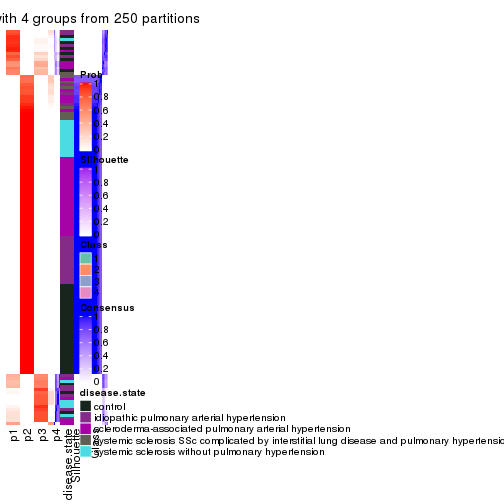 with 4 groups from 250 partitions
Prob
1
0.8
0.6
0.4
0.2
0
Silhouette
1
0.8
0.6
0.4
0.2
0
Class
1
2
3
4
Consensus
1
0.8
0.6
0.4
0.2
0
disease.state
control
idiopathic pulmonary arterial hypertension
scleroderma-associated pulmonary arterial hypertension
systemic sclerosis SSc complicated by interstitial lung disease and pulmonary hypertensio
systemic sclerosis without pulmonary hypertension
p1
p2
p3
p4
disease.state
Silhouette
Class